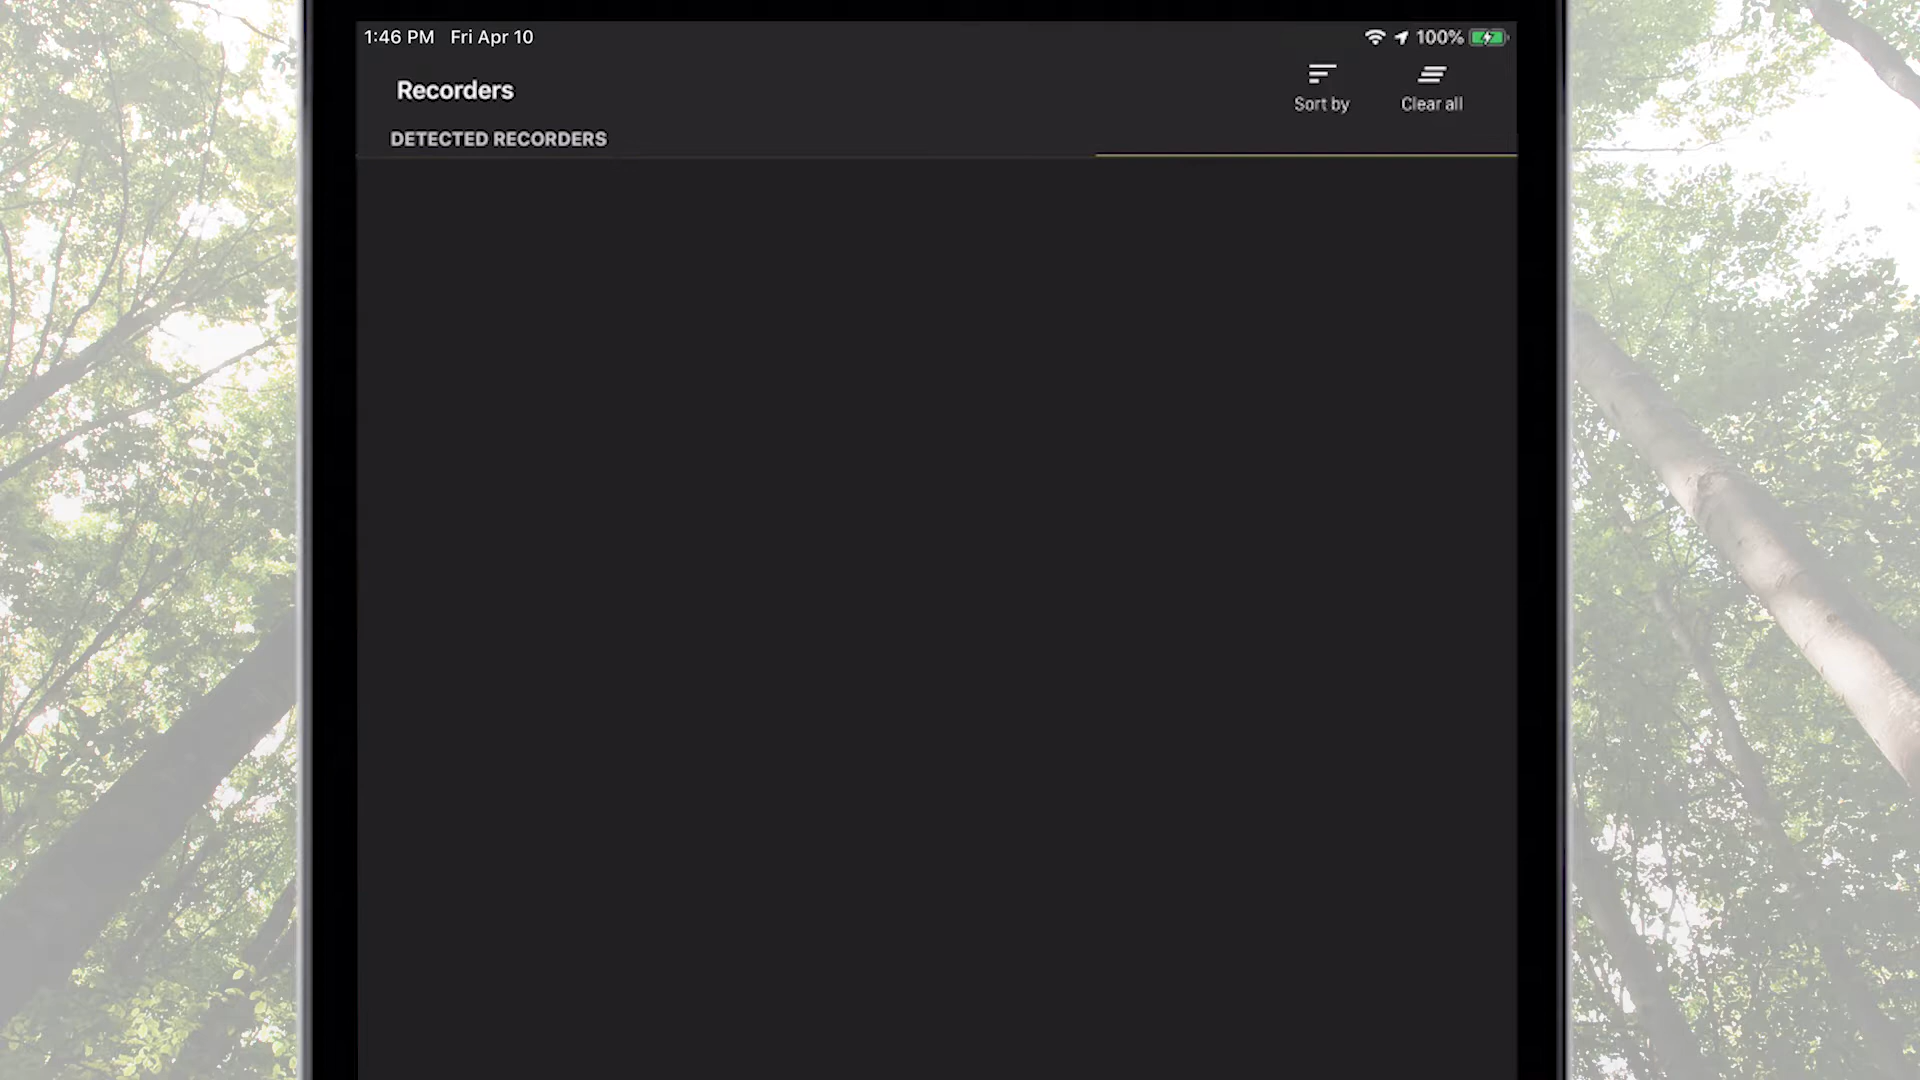 1:46 PM Fri Apr 10
100%
Recorders
Sort by
Clear all
DETECTED RECORDERS